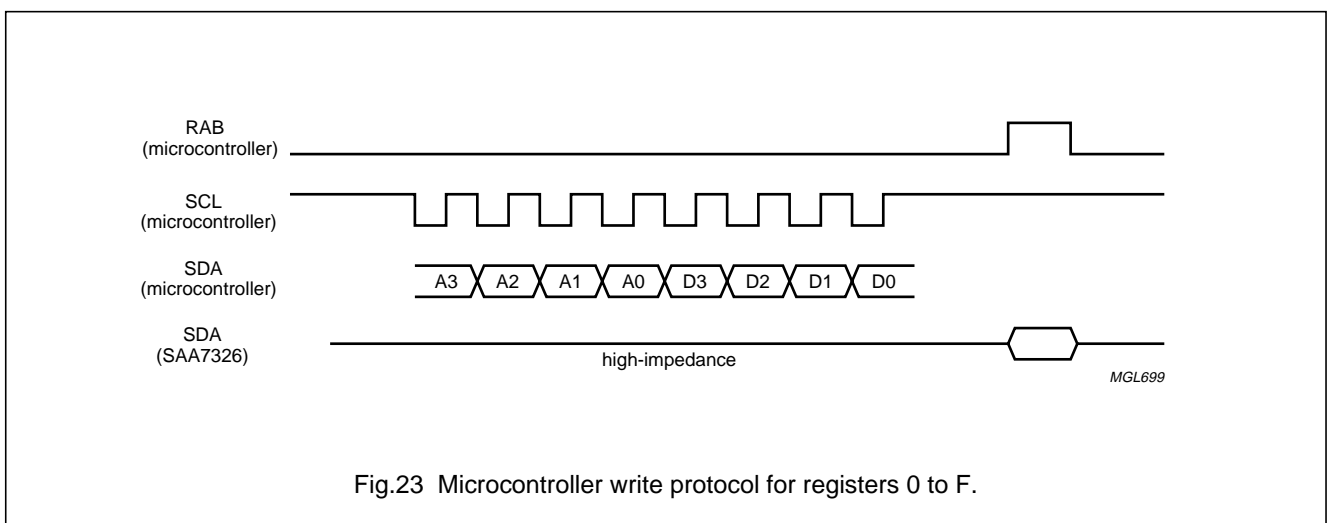 RAB
(microcontroller)
SCL
(microcontroller)
SDA
(microcontroller)
A3 A2 A1 A0 D3 D2 D1 D0
SDA
(SAA7326)
high-impedance
MGL699
Fig.23 Microcontroller write protocol for registers 0 to F.